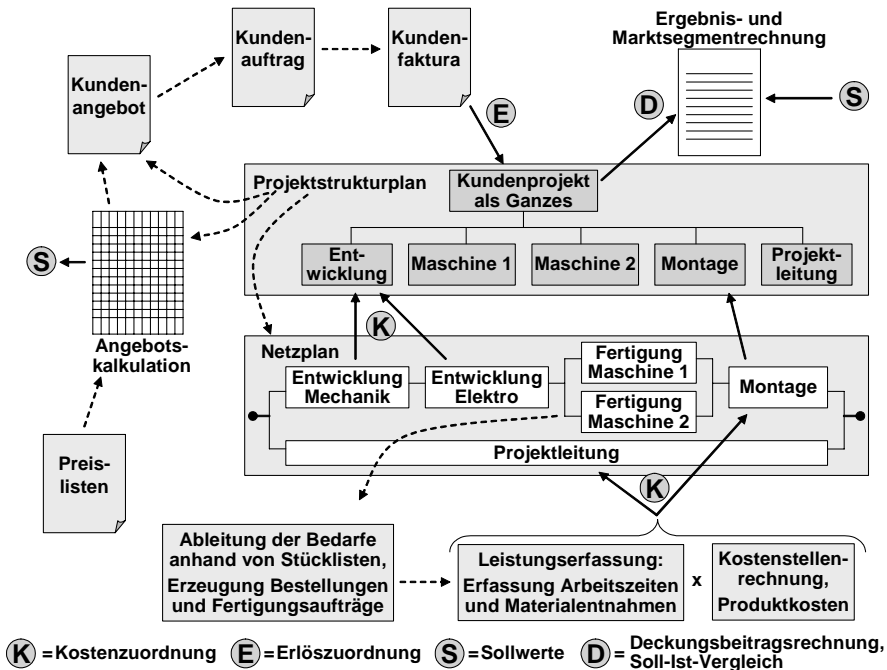 Kunden-
auftrag
Kunden-
faktura
Ergebnis- und
Marktsegmentrechnung
Kunden-
angebot
E
D
S
Projektstrukturplan
Kundenprojekt
als Ganzes
S
Ent-
wicklung
Maschine 1
Maschine 2
Montage
Projekt-
leitung
K
Angebots-
kalkulation
Netzplan
Entwicklung
Mechanik
Entwicklung
Elektro
Fertigung
Maschine 1
Fertigung
Maschine 2
Montage
Projektleitung
Preis-
listen
K
Ableitung der Bedarfe
anhand von Stücklisten,
Erzeugung Bestellungen
und Fertigungsaufträge
Leistungserfassung:
Erfassung Arbeitszeiten
und Materialentnahmen
x
Kostenstellen-
rechnung,
Produktkosten
K =Kostenzuordnung E =Erlöszuordnung S =Sollwerte D = Deckungsbeitragsrechnung,
Soll-Ist-Vergleich